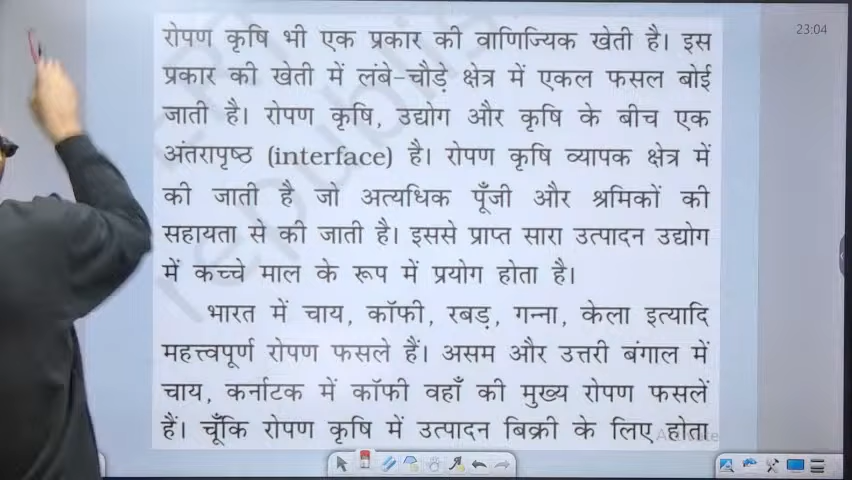 23:04
रोपण कृषि भी एक प्रकार की वाणिज्यिक खेती है। इस
प्रकार की खेती में लंबे-चौड़े क्षेत्र में एकल फसल बोई
जाती है। रोपण कृषि, उद्योग और कृषि के बीच एक
अंतरापृष्ठ (interface) है। रोपण कृषि व्यापक क्षेत्र में
की जाती है जो अत्यधिक पूँजी और श्रमिकों की
सहायता से की जाती है। इससे प्राप्त सारा उत्पादन उद्योग
में कच्चे माल के रूप में प्रयोग होता है।
भारत में चाय, कॉफी, रबड़, गन्ना, केला इत्यादि
महत्त्वपूर्ण रोपण फसले हैं। असम और उत्तरी बंगाल में
चाय, कर्नाटक में कॉफी वहाँ की मुख्य रोपण फसलें
हैं। चूँकि रोपण कृषि में उत्पादन बिक्री के लिए होता